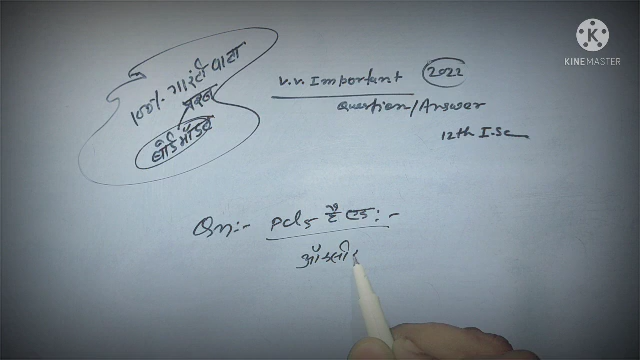 100% गारंटी वाला
प्रश्न
बोर्ड मॉडल
V.V. Important
2022
Question/Answer
12th I.Sc
Qn:- Pcl5 है एक :-
ऑक्सी
KINEMASTER